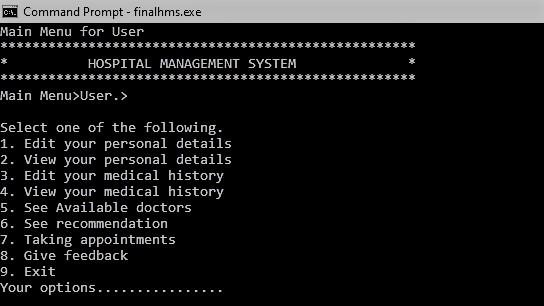 Command Prompt - finalhms.exe
Main Menu for User
****************************************************
* HOSPITAL MANAGEMENT SYSTEM *
****************************************************
Main Menu>User.>
Select one of the following.
1. Edit your personal details
2. View your personal details
3. Edit your medical history
4. View your medical history
5. See Available doctors
6. See recommendation
7. Taking appointments
8. Give feedback
9. Exit
Your options................